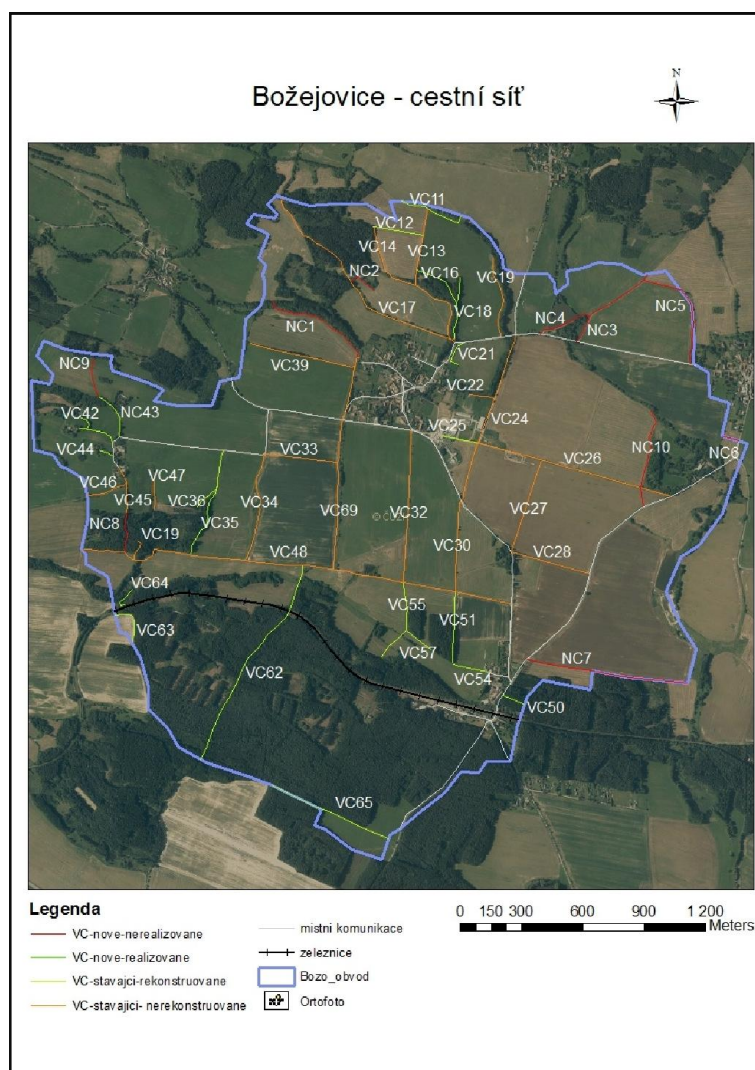 Božejovice - cestní síť
N
VC11
VC12
VC14
VC13
NC2
VC16
VC19
NC5
VC17
VC18
NC4
NC3
NC1
VC21
VC39
NC9
VC22
VC42
NC43
VC25
VC24
VC44
VC33
VC26
NC10
NC6
VC46
VC47
VC45
VC36
VC34
VC69
VC32
VC27
NC8
VC19
VC35
VC30
VC48
VC28
VC64
VC55
VC51
VC63
VC57
VC62
VC54
NC7
VC50
VC65
Legenda
VC-nove-nerealizovane
VC-nove-realizovane
VC-stavajci-rekonstruovane
VC-stavajici- nerekonstruovane
mistni komunikace
zeleznice
Bozo_obvod
Ortofoto
0 150 300 600 900 1 200
Meters